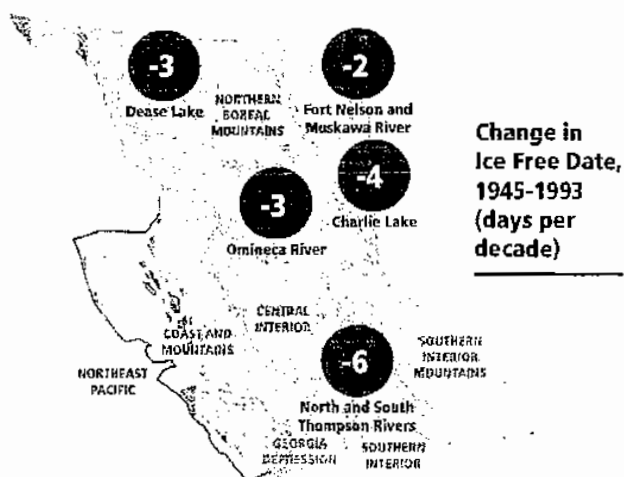 -3
Dease Lake
NORTHERN
BOREAL
MOUNTAINS
-2
Fort Nelson and
Muskawa River
Change in
Ice Free Date,
1945-1993
(days per
decade)
-4
Charlie Lake
-3
Omineca River
CENTRAL
INTERIOR
COAST AND
MOUNTAINS
NORTHEAST
PACIFIC
-6
SOUTHERN
INTERIOR
MOUNTAINS
North and South
Thompson Rivers
GEORGIA
DEPRESSION
SOUTHERN
INTERIOR